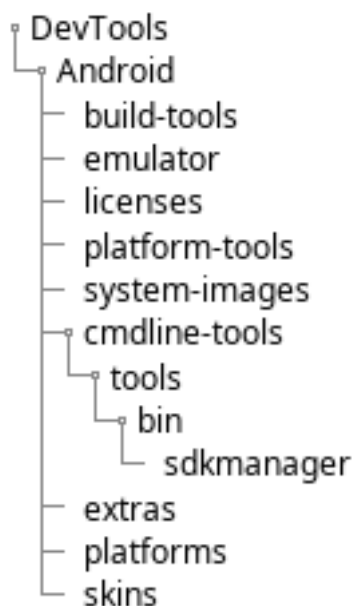 DevTools
Android
build-tools
emulator
licenses
platform-tools
system-images
cmdline-tools
tools
bin
sdkmanager
extras
platforms
skins